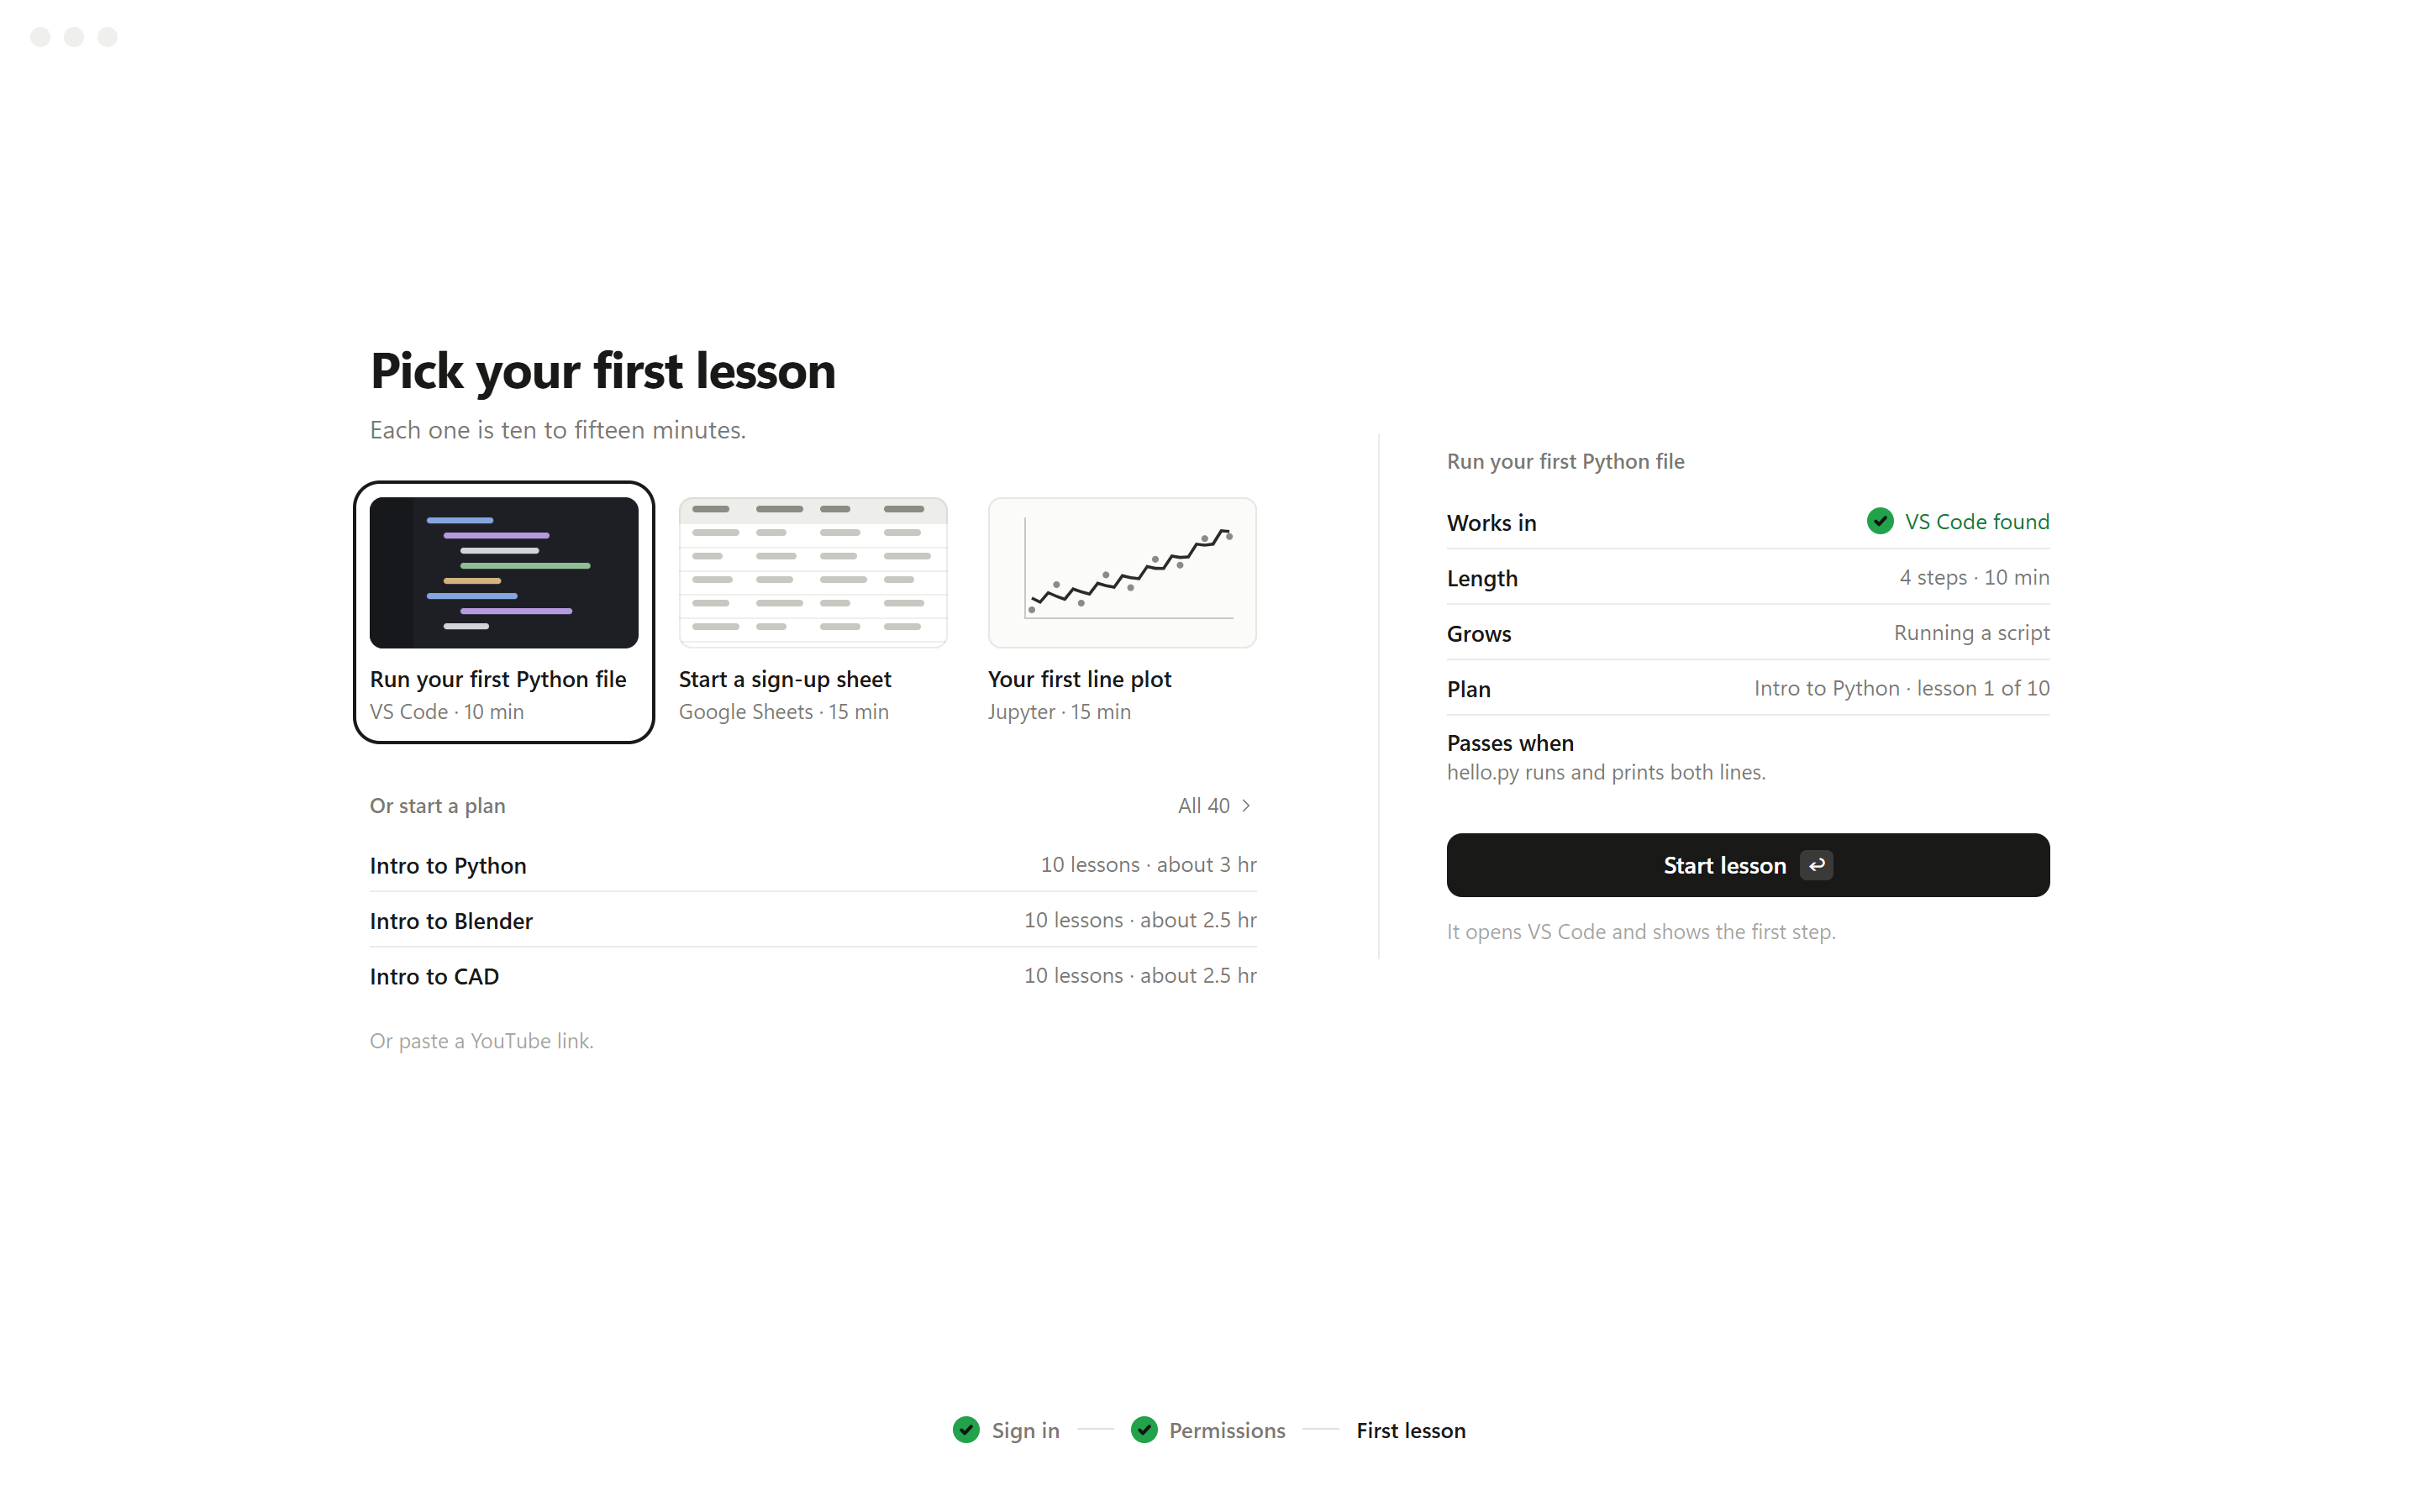 Pick your first lesson
Each one is ten to fifteen minutes.
Run your first Python file
VS Code · 10 min
Start a sign-up sheet
Google Sheets · 15 min
Your first line plot
Jupyter · 15 min
Or start a plan
All 40
Intro to Python
10 lessons · about 3 hr
Intro to Blender
10 lessons · about 2.5 hr
Intro to CAD
10 lessons · about 2.5 hr
Or paste a YouTube link.
Run your first Python file
Works in
VS Code found
Length
4 steps · 10 min
Grows
Running a script
Plan
Intro to Python · lesson 1 of 10
Passes when
hello.py runs and prints both lines.
Start lesson
It opens VS Code and shows the first step.
Sign in
Permissions
First lesson